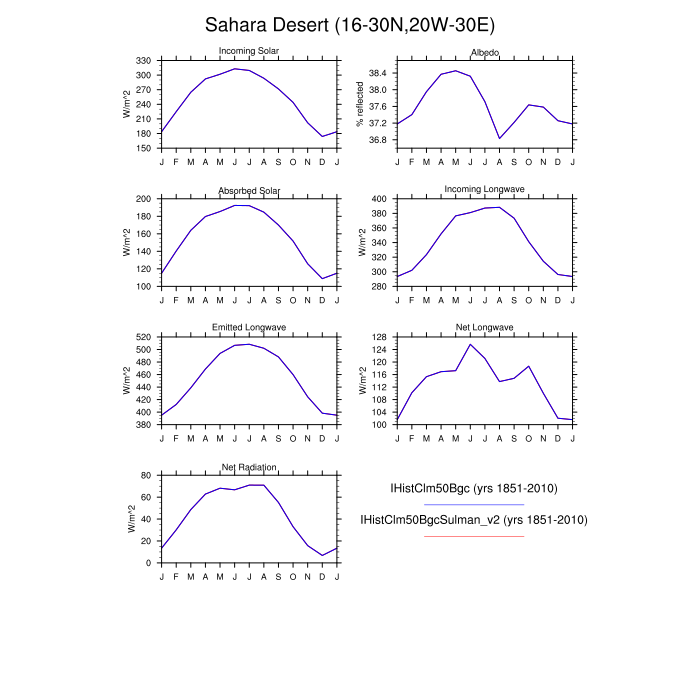 Sahara Desert (16-30N,20W-30E)
Incoming Solar
W/m^2
330
300
270
240
210
180
150
J F M A M J J A S O N D J
Albedo
% reflected
38.4
38.0
37.6
37.2
36.8
J F M A M J J A S O N D J
Absorbed Solar
W/m^2
200
180
160
140
120
100
J F M A M J J A S O N D J
Incoming Longwave
W/m^2
400
380
360
340
320
300
280
J F M A M J J A S O N D J
Emitted Longwave
W/m^2
520
500
480
460
440
420
400
380
J F M A M J J A S O N D J
Net Longwave
W/m^2
128
124
120
116
112
108
104
100
J F M A M J J A S O N D J
Net Radiation
W/m^2
80
60
40
20
0
J F M A M J J A S O N D J
IHistClm50Bgc (yrs 1851-2010)
IHistClm50BgcSulman_v2 (yrs 1851-2010)